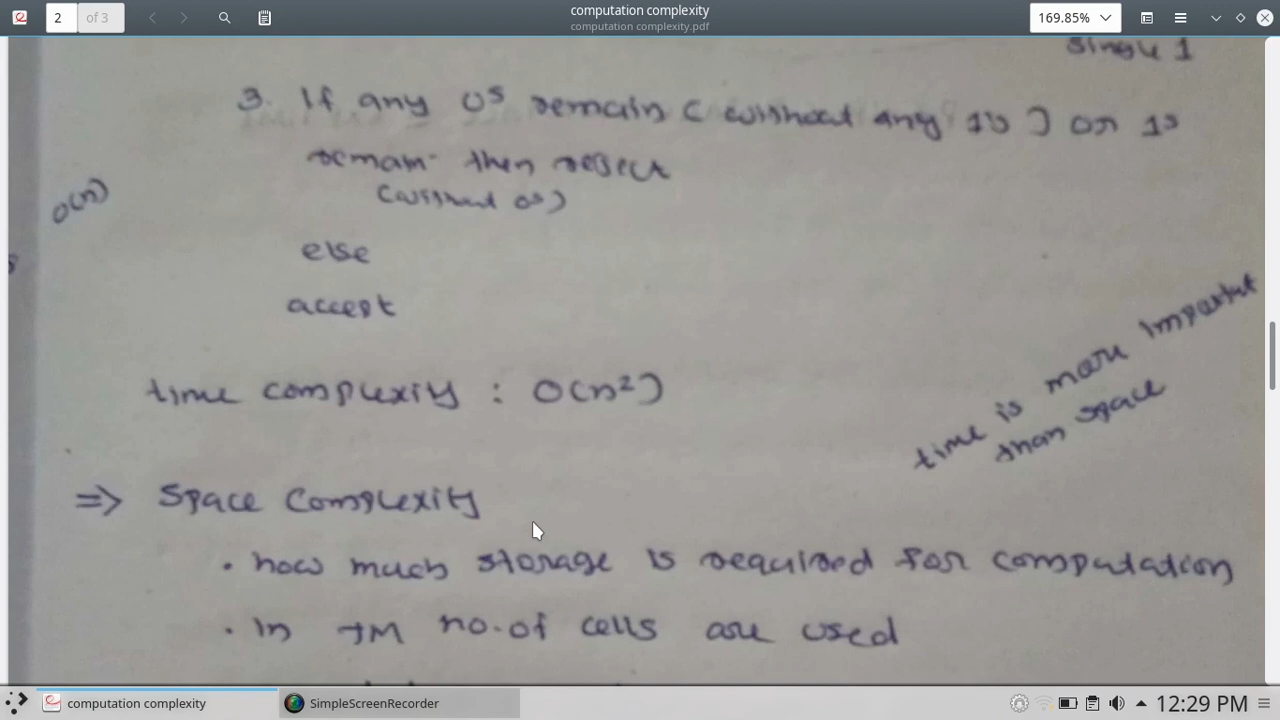 2 of 3
computation complexity
computation complexity.pdf
169.85%
single 1
3. If any 0s remain ( without any 1s ) or 1s
remain then reject
(without 0s)
O(n)
else
accept
time is more important
than space
time complexity : O(n²)
=> Space Complexity
• how much storage is required for computation
• In TM no. of cells are used
computation complexity
SimpleScreenRecorder
12:29 PM